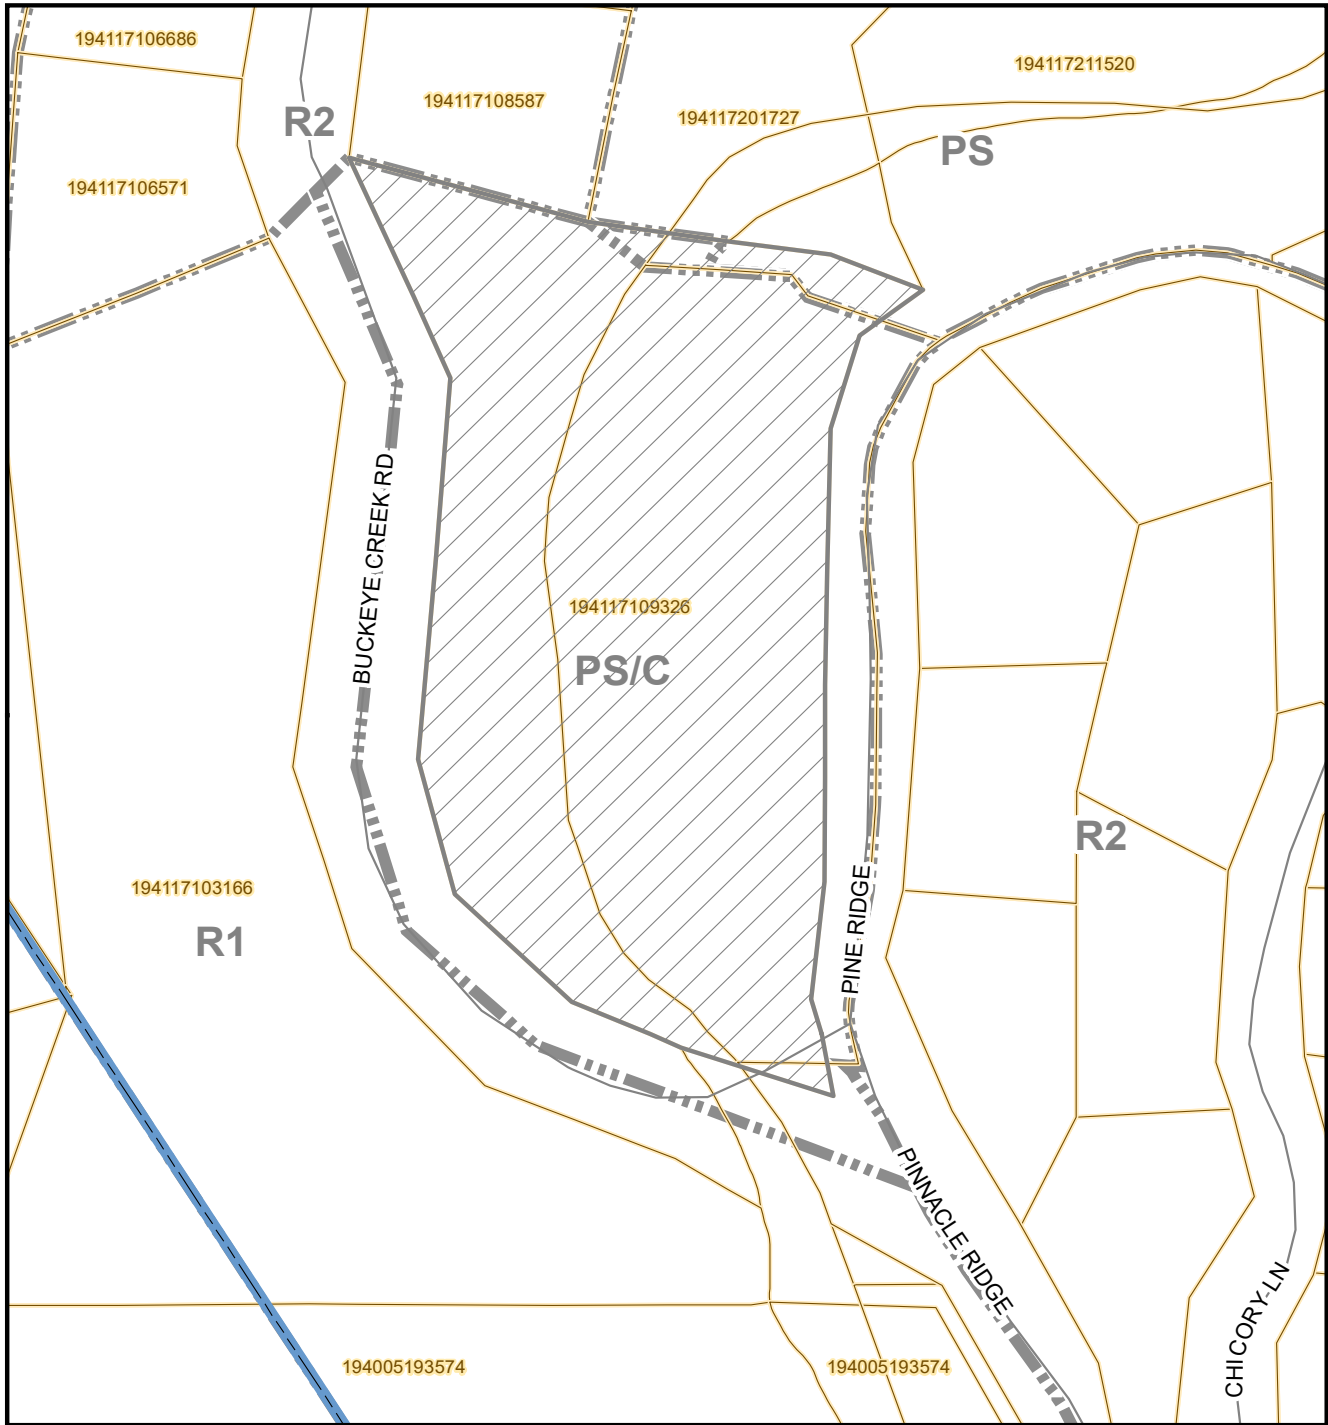 194117106686
194117211520
194117108587
194117201727
R2
PS
194117106571
BUCKEYE CREEK RD
194117109326
PS/C
R2
194117103166
PINE RIDGE
R1
PINNACLE RIDGE
CHICORY LN
194005193574
194005193574